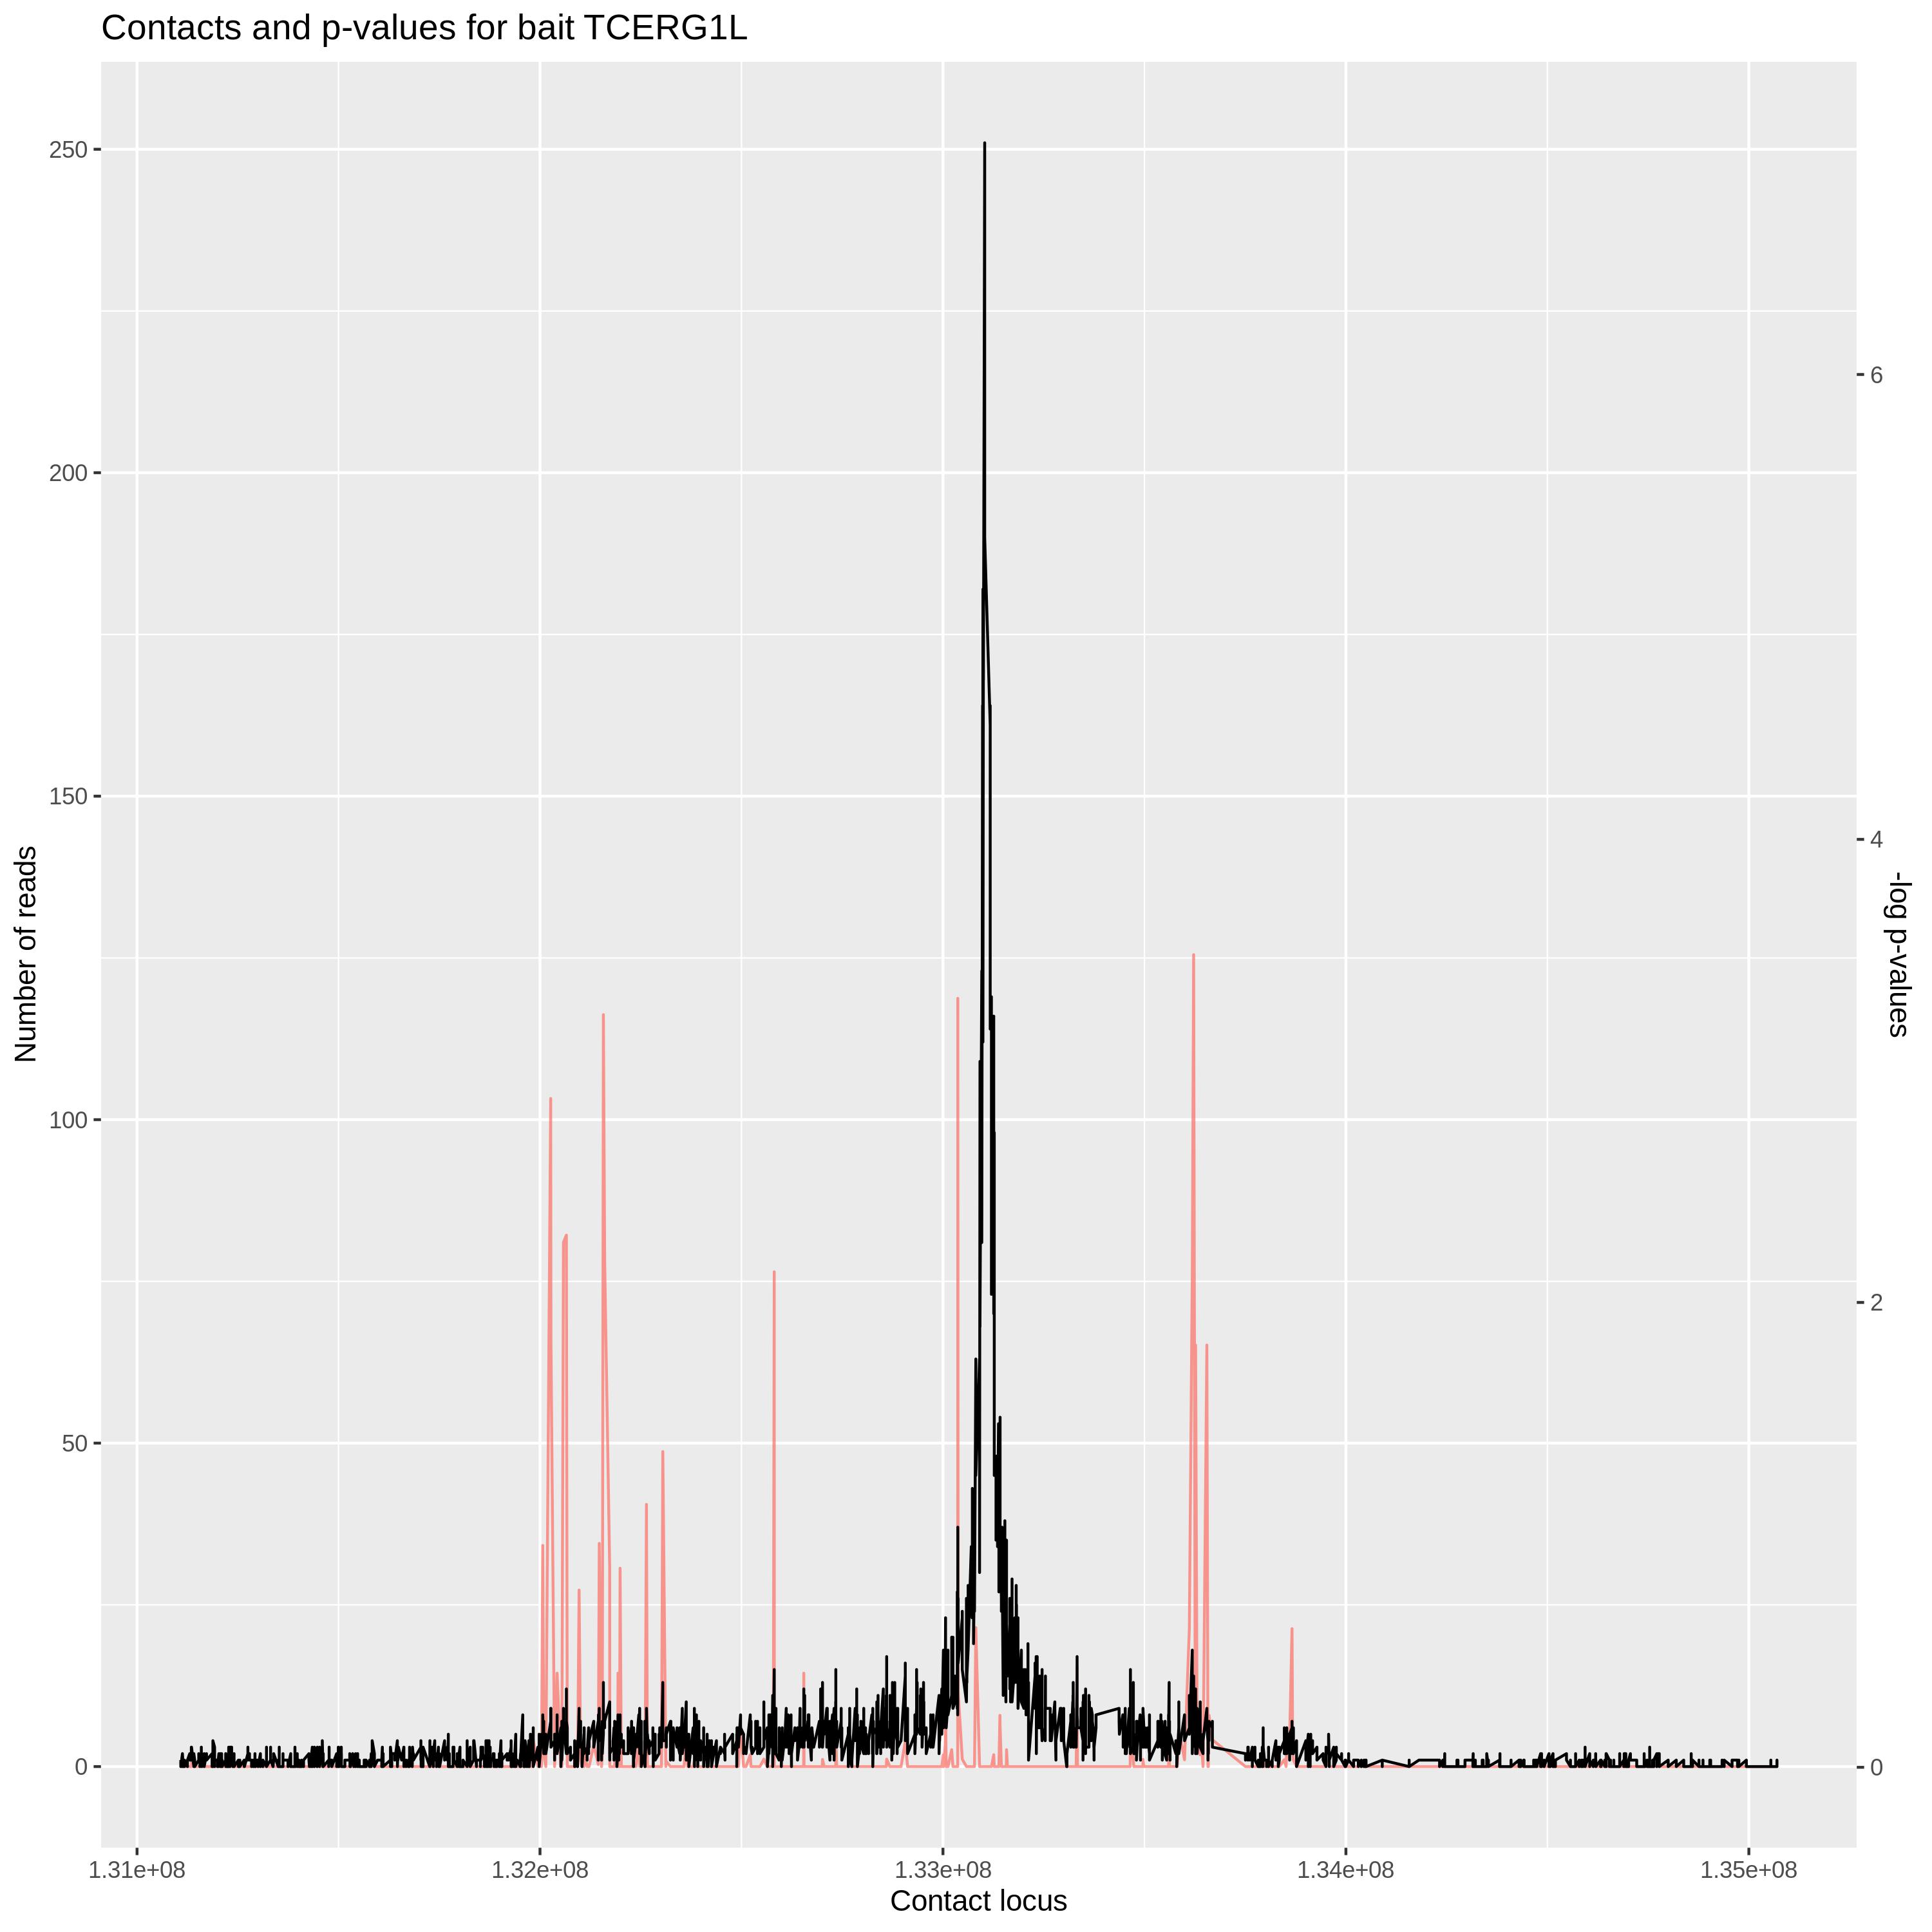 Contacts and p-values for bait TCERG1L
250
200
150
100
50
0
Number of reads
6
4
2
0
-log p-values
1.31e+08
1.32e+08
1.33e+08
1.34e+08
1.35e+08
Contact locus